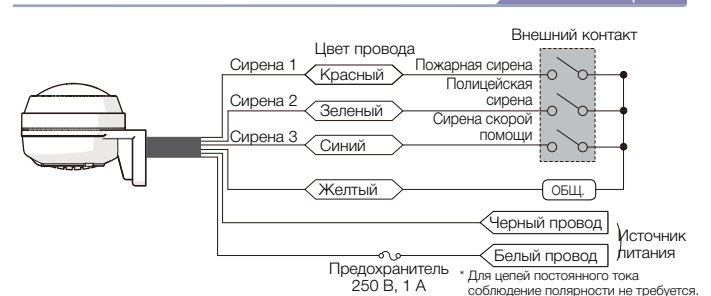 Внешний контакт
Цвет провода
Сирена 1
Красный
Пожарная сирена
Сирена 2
Зеленый
Полицейская
сирена
Сирена 3
Синий
Сирена скорой
помощи
Желтый
ОБЩ.
Черный провод
Белый провод
Источник
питания
Предохранитель
250 В, 1 А
* Для цепей постоянного тока
соблюдение полярности не требуется.